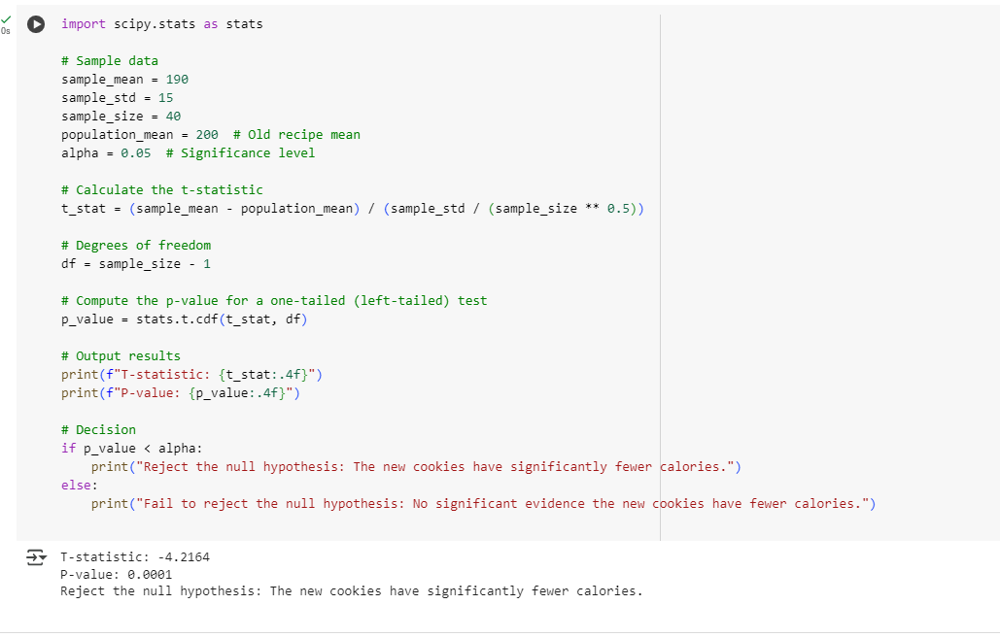 import scipy.stats as stats
0s
# Sample data
sample_mean = 190
sample_std = 15
sample_size = 40
population_mean = 200  # Old recipe mean
alpha = 0.05  # Significance level
# Calculate the t-statistic
t_stat = (sample_mean - population_mean) / (sample_std / (sample_size ** 0.5))
# Degrees of freedom
df = sample_size - 1
# Compute the p-value for a one-tailed (left-tailed) test
p_value = stats.t.cdf(t_stat, df)
# Output results
print(f"T-statistic: {t_stat:.4f}")
print(f"P-value: {p_value:.4f}")
# Decision
if p_value < alpha:
    print("Reject the null hypothesis: The new cookies have significantly fewer calories.")
else:
    print("Fail to reject the null hypothesis: No significant evidence the new cookies have fewer calories.")
T-statistic: -4.2164
P-value: 0.0001
Reject the null hypothesis: The new cookies have significantly fewer calories.